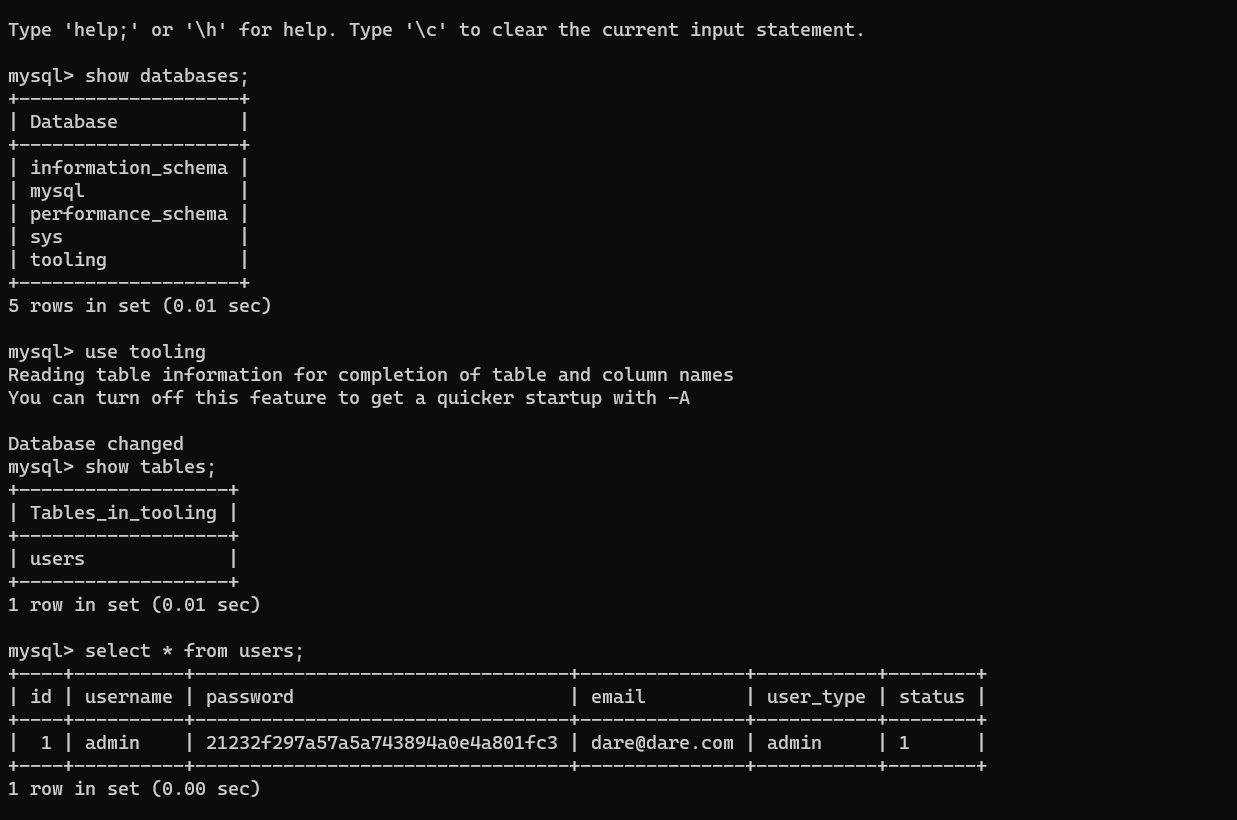 Type 'help;' or '\h' for help. Type '\c' to clear the current input statement.
mysql> show databases;
+--------------------+
| Database           |
+--------------------+
| information_schema |
| mysql              |
| performance_schema |
| sys                |
| tooling            |
+--------------------+
5 rows in set (0.01 sec)
mysql> use tooling
Reading table information for completion of table and column names
You can turn off this feature to get a quicker startup with -A
Database changed
mysql> show tables;
+-------------------+
| Tables_in_tooling |
+-------------------+
| users             |
+-------------------+
1 row in set (0.01 sec)
mysql> select * from users;
+----+----------+----------------------------------+---------------+-----------+--------+
| id | username | password                         | email         | user_type | status |
+----+----------+----------------------------------+---------------+-----------+--------+
|  1 | admin    | 21232f297a57a5a743894a0e4a801fc3 | dare@dare.com | admin     | 1      |
+----+----------+----------------------------------+---------------+-----------+--------+
1 row in set (0.00 sec)